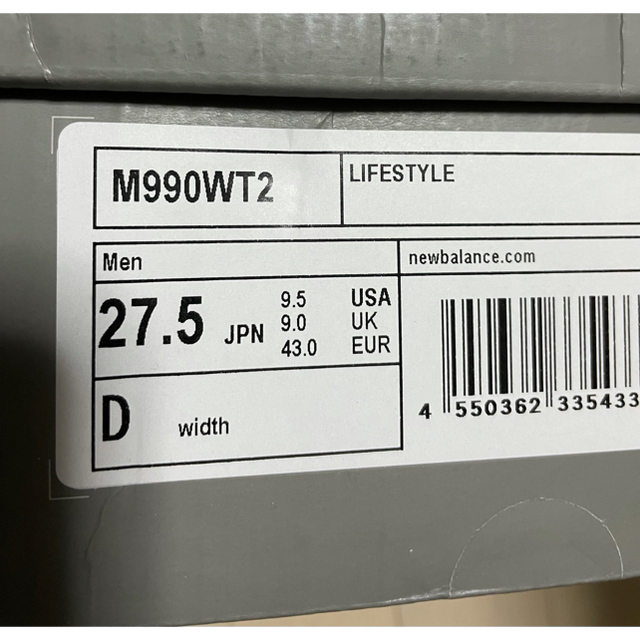 M990WT2
LIFESTYLE
Men
newbalance.com
27.5 JPN
9.5 USA
9.0 UK
43.0 EUR
D width
4 550362 335433